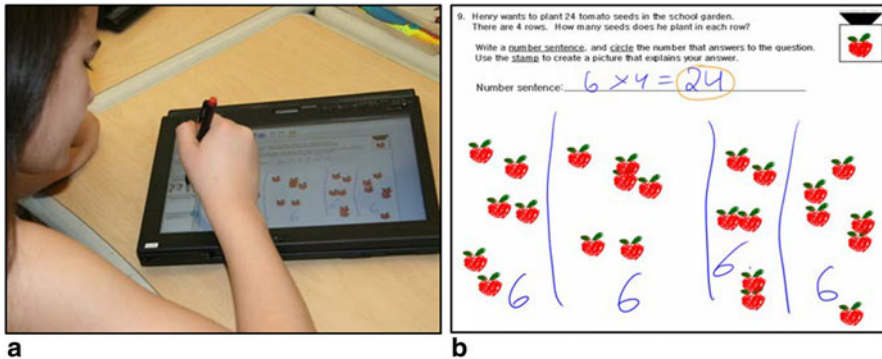 9. Henry wants to plant 24 tomato seeds in the school garden.
There are 4 rows. How many seeds does he plant in each row?
Write a number sentence, and circle the number that answers to the question.
Use the stamp to create a picture that explains your answer.
Number sentence: 6 x 4 = 24
6 6 6 6
a b